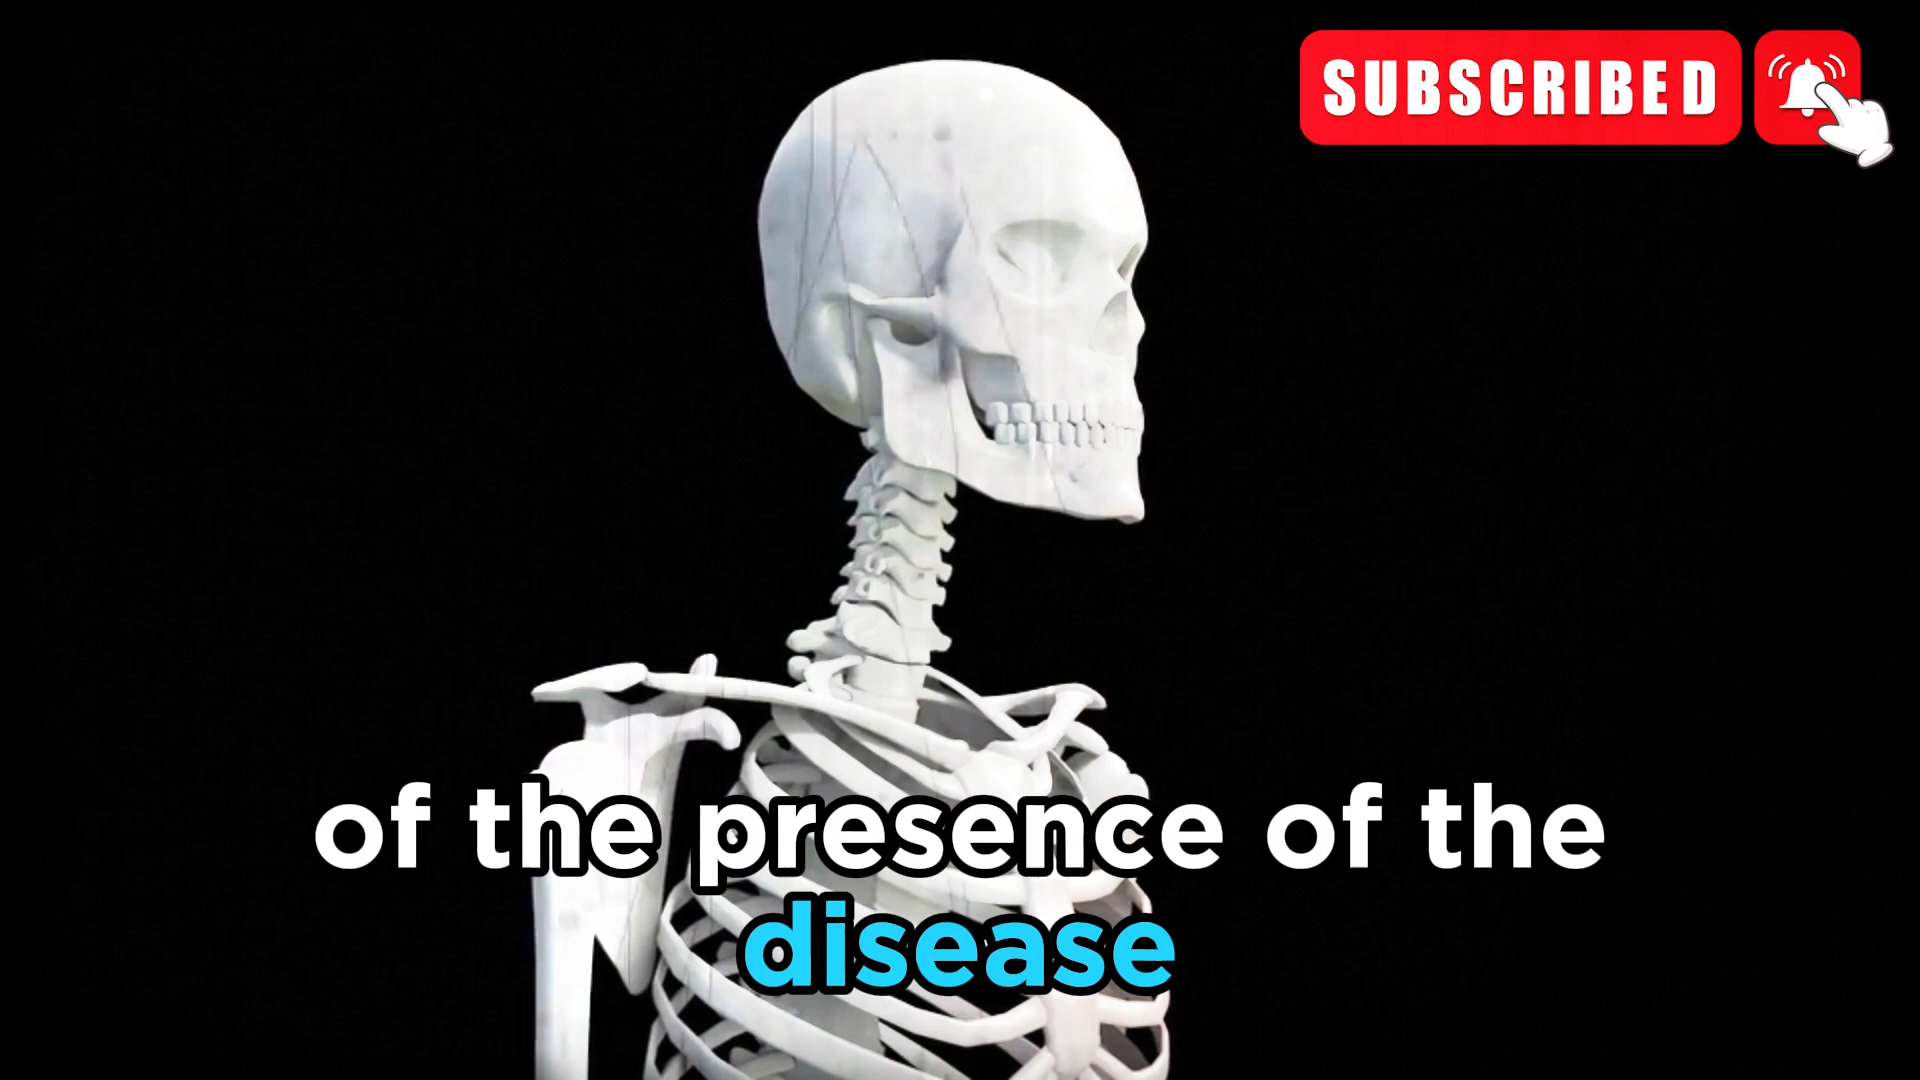 SUBSCRIBED
of the presence of the
disease